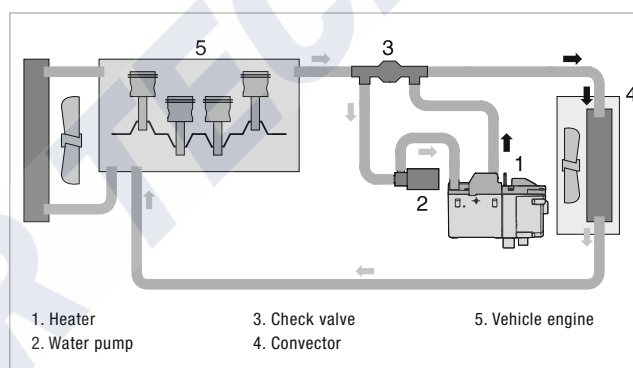 5
3
4
1
2
1. Heater
2. Water pump
3. Check valve
4. Convector
5. Vehicle engine